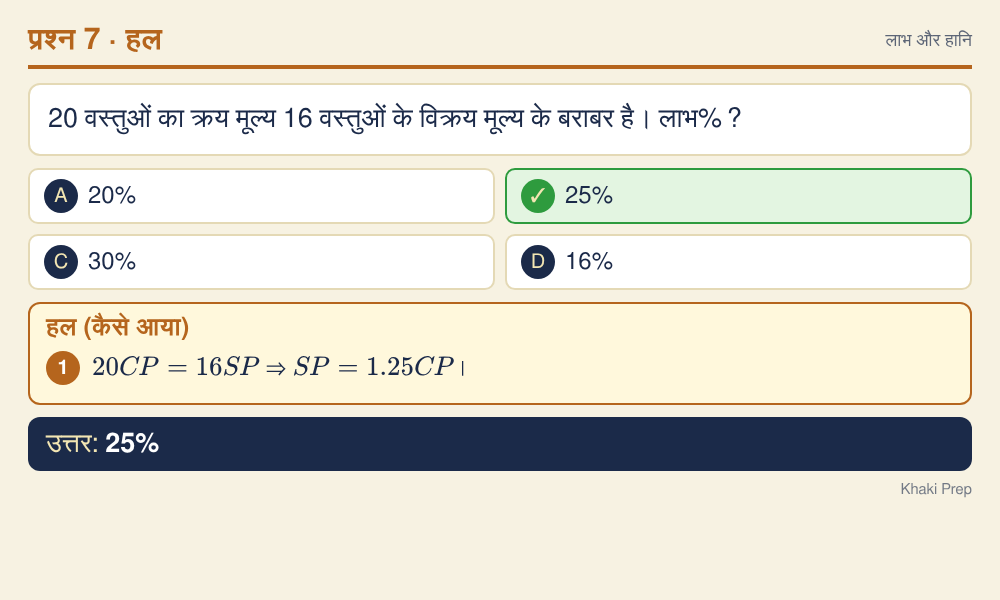 प्रश्न 7 · हल
लाभ और हानि
20 वस्तुओं का क्रय मूल्य 16 वस्तुओं के विक्रय मूल्य के बराबर है। लाभ% ?
A 20%
✓ 25%
C 30%
D 16%
हल (कैसे आया)
1 20CP = 16SP ⇒ SP = 1.25CP।
उत्तर: 25%
Khaki Prep